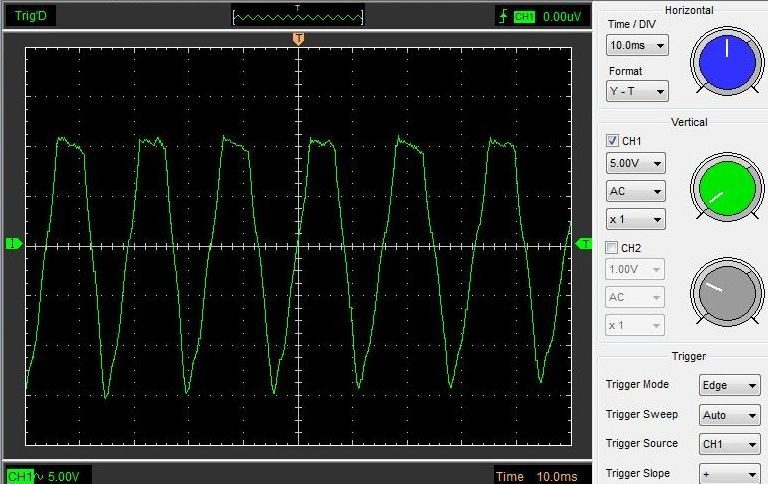 Trig'D
T
CH1 0.00uV
T
1
T
CH1 5.00V
Time 10.0ms
Horizontal
Time / DIV
10.0ms
Format
Y - T
Vertical
CH1
5.00V
AC
x 1
CH2
1.00V
AC
x 1
Trigger
Trigger Mode Edge
Trigger Sweep Auto
Trigger Source CH1
Trigger Slope +